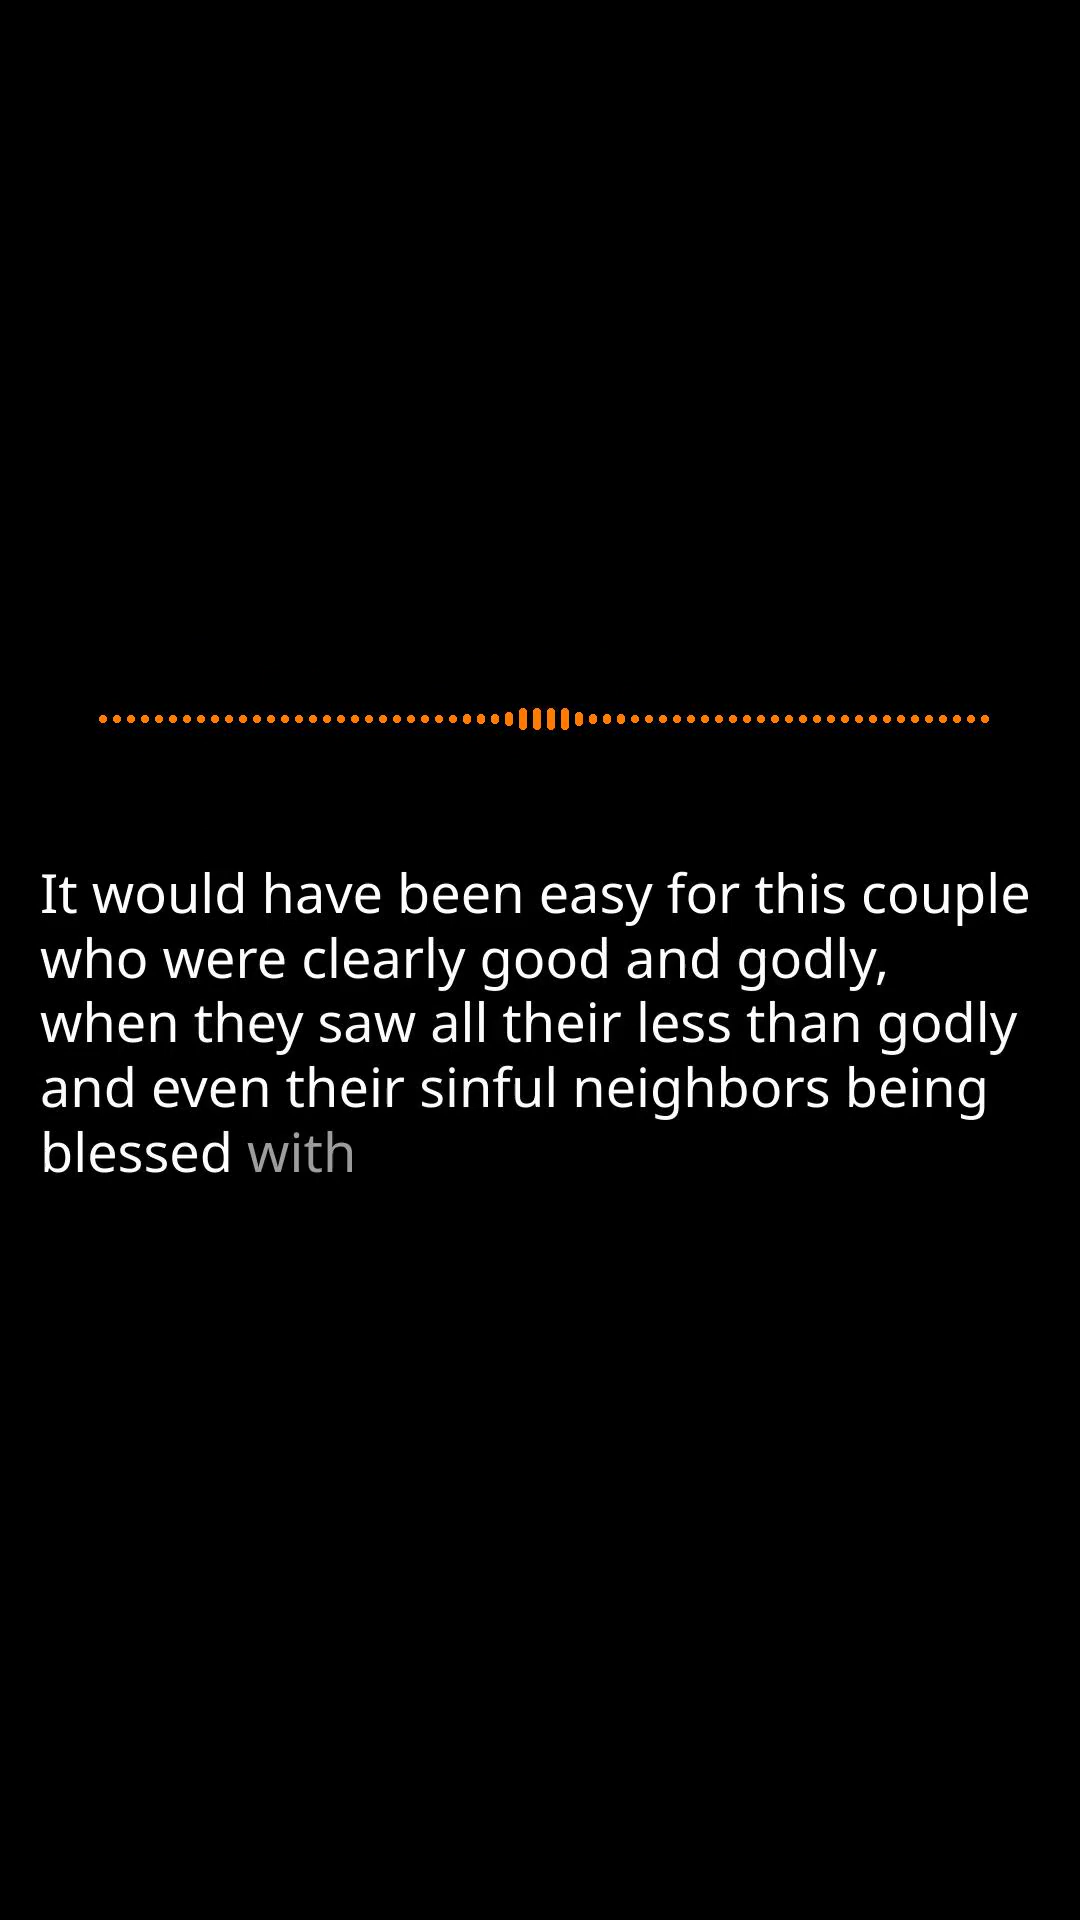 It would have been easy for this couple
who were clearly good and godly,
when they saw all their less than godly
and even their sinful neighbors being
blessed with